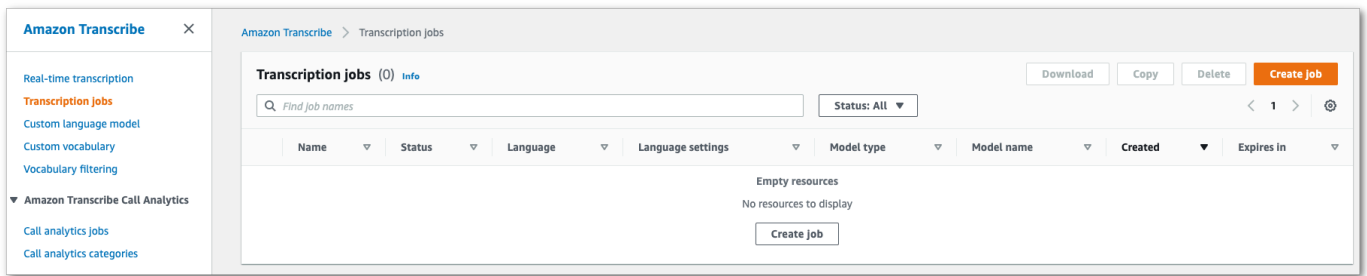 Amazon Transcribe
Real-time transcription
Transcription jobs
Custom language model
Custom vocabulary
Vocabulary filtering
Amazon Transcribe Call Analytics
Call analytics jobs
Call analytics categories
Amazon Transcribe > Transcription jobs
Transcription jobs (0) Info
Download Copy Delete Create job
Find job names Status: All 1
Name Status Language Language settings Model type Model name Created Expires in
Empty resources
No resources to display
Create job